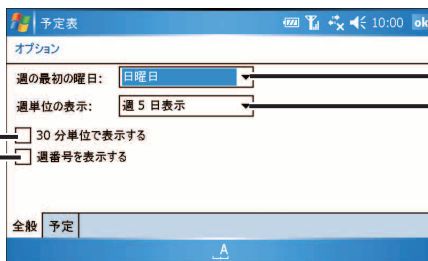 予定表 10:00 ok
オプション
週の最初の曜日: 日曜日
週単位の表示: 週 5 日表示
30 分単位で表示する
週番号を表示する
全般 予定
A